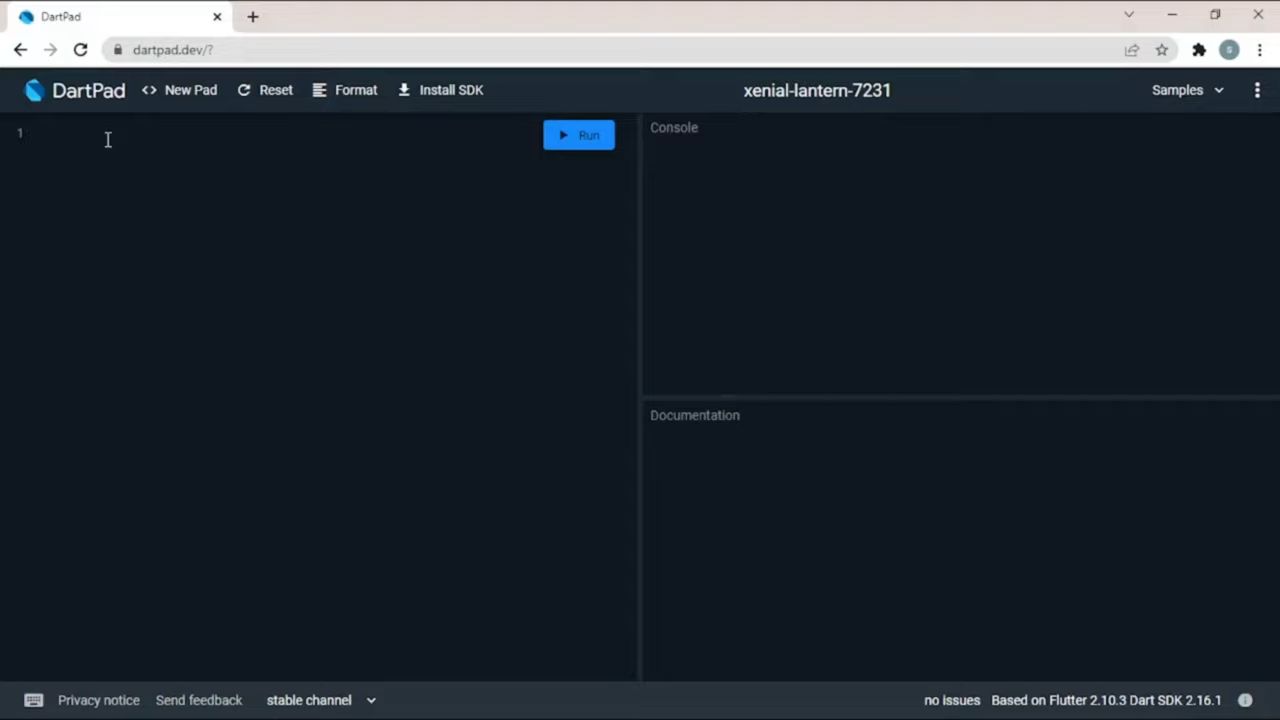 DartPad
dartpad.dev/?
S
DartPad
New Pad
Reset
Format
Install SDK
xenial-lantern-7231
Samples
1
Run
Console
Documentation
Privacy notice
Send feedback
stable channel
no issues
Based on Flutter 2.10.3 Dart SDK 2.16.1